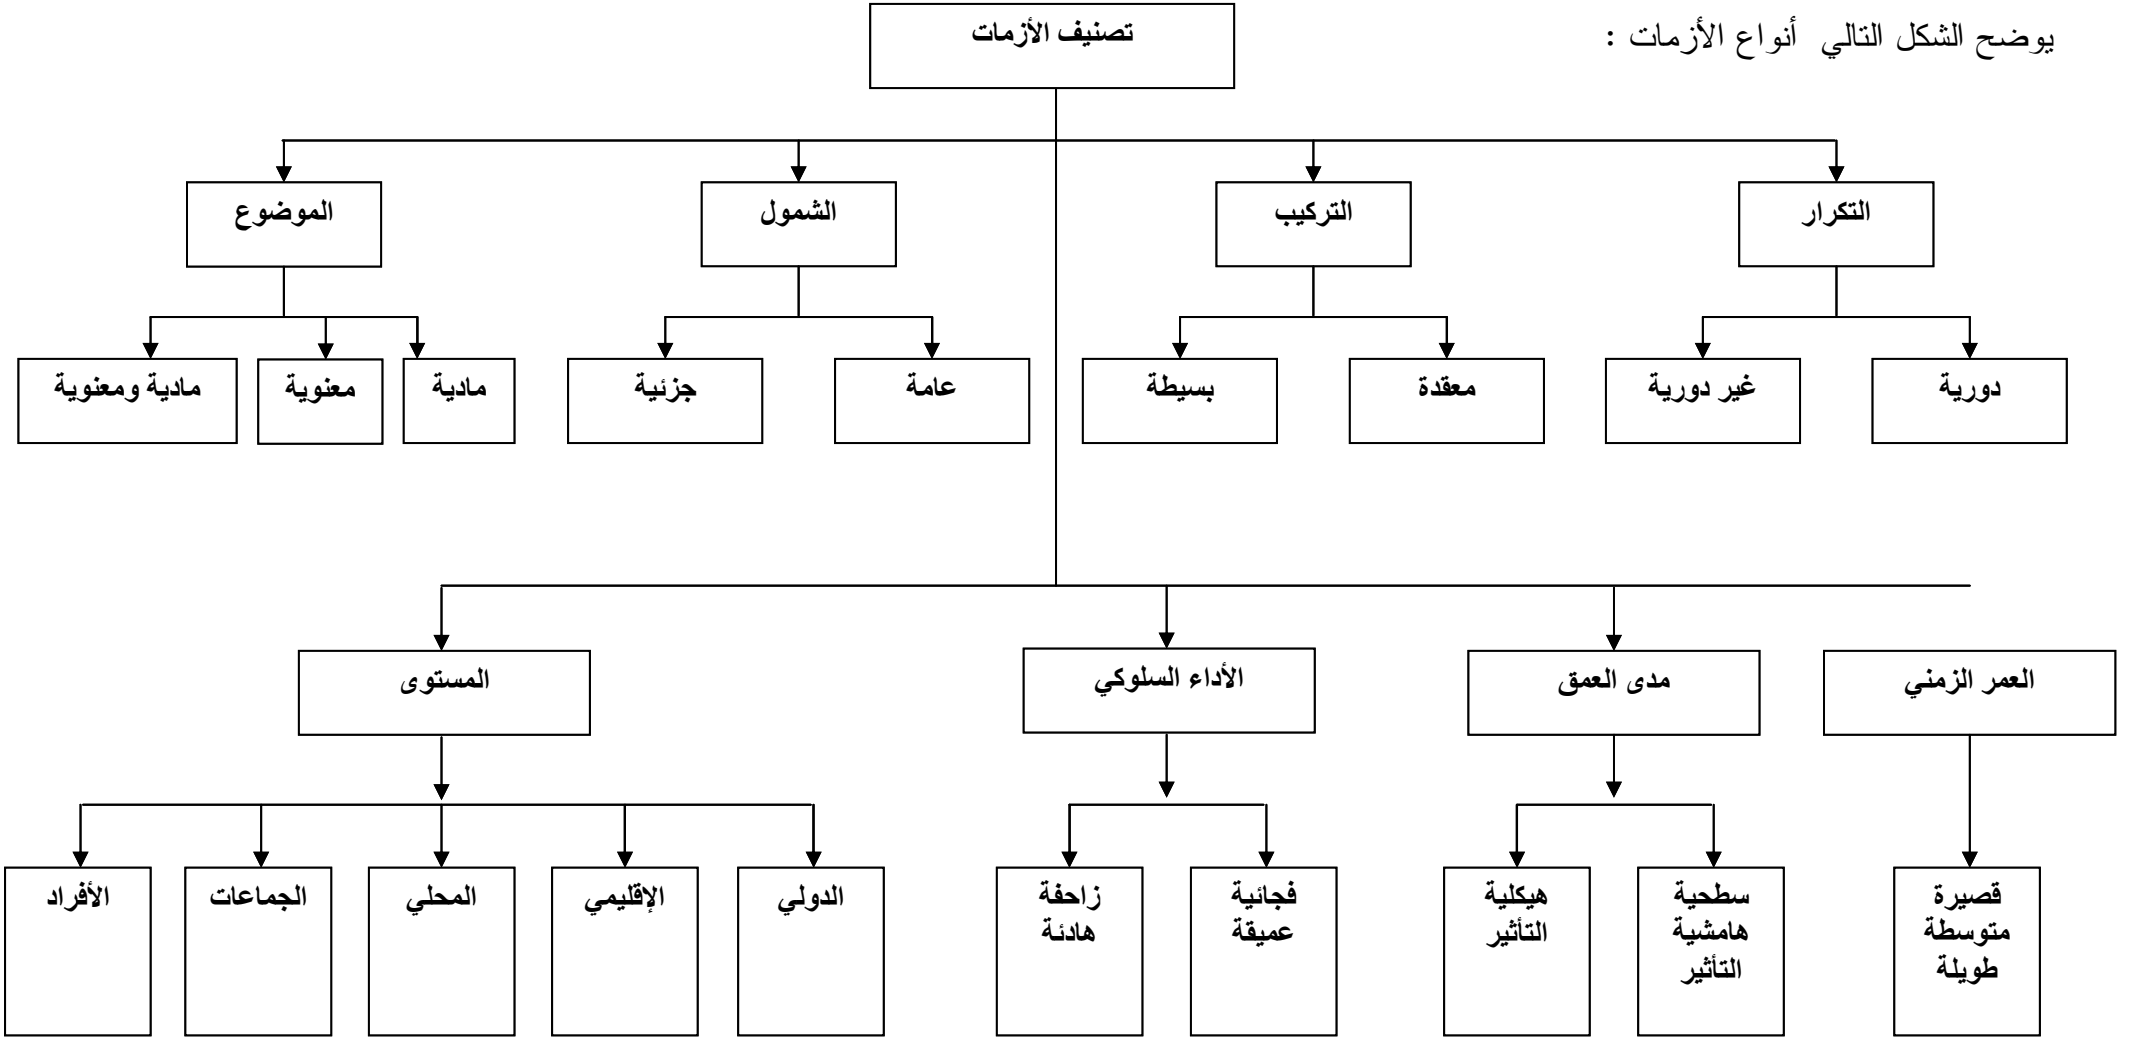 يوضح الشكل التالي أنواع الأزمات :
تصنيف الأزمات
التكرار
التركيب
الشمول
الموضوع
دورية
غير دورية
معقدة
بسيطة
عامة
جزئية
مادية
معنوية
مادية ومعنوية
العمر الزمني
مدى العمق
الأداء السلوكي
المستوى
قصيرة
متوسطة
طويلة
سطحية
هامشية
التأثير
هيكلية
التأثير
فجائية
عميقة
زاحفة
هادئة
الدولي
الإقليمي
المحلي
الجماعات
الأفراد